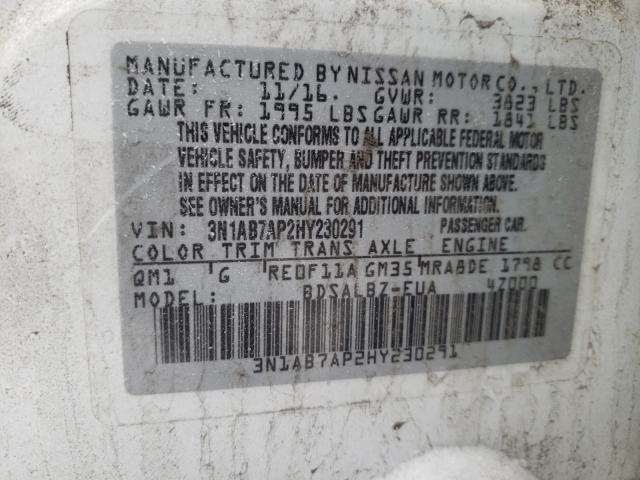 MANUFACTURED BY NISSAN MOTOR CO., LTD.
DATE: 11/16. GVWR: 3823 LBS
GAWR FR: 1995 LBS GAWR RR: 1841 LBS
THIS VEHICLE CONFORMS TO ALL APPLICABLE FEDERAL MOTOR
VEHICLE SAFETY, BUMPER AND THEFT PREVENTION STANDARDS
IN EFFECT ON THE DATE OF MANUFACTURE SHOWN ABOVE.
SEE OWNER'S MANUAL FOR ADDITIONAL INFORMATION.
VIN: 3N1AB7AP2HY230291 PASSENGER CAR.
COLOR TRIM TRANS AXLE ENGINE
QM1 G RE0F11A GM35 MRA8DE 1798 CC
MODEL: BDSALBZ-EUA 4Z000
3N1AB7AP2HY230291